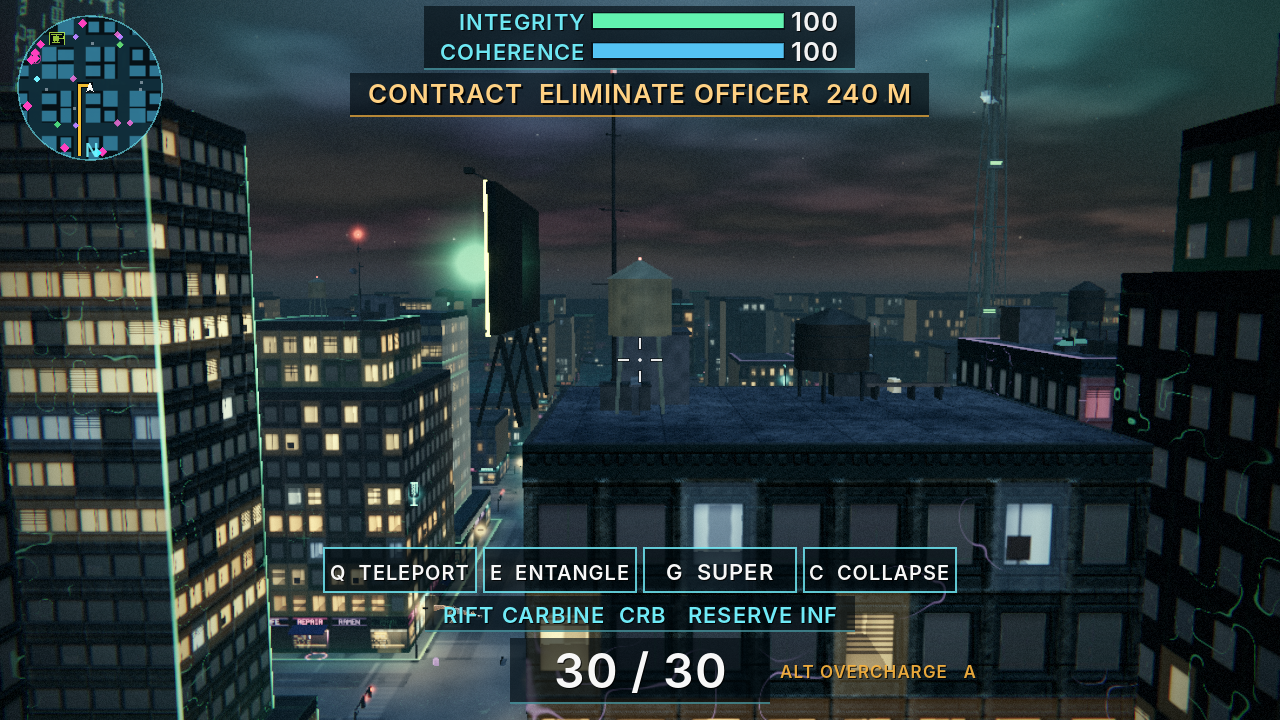 INTEGRITY 100
COHERENCE 100
CONTRACT ELIMINATE OFFICER 240 M
N
Q TELEPORT E ENTANGLE G SUPER C COLLAPSE
RIFT CARBINE CRB RESERVE INF
REPAIR RAMEN
30 / 30
ALT OVERCHARGE A